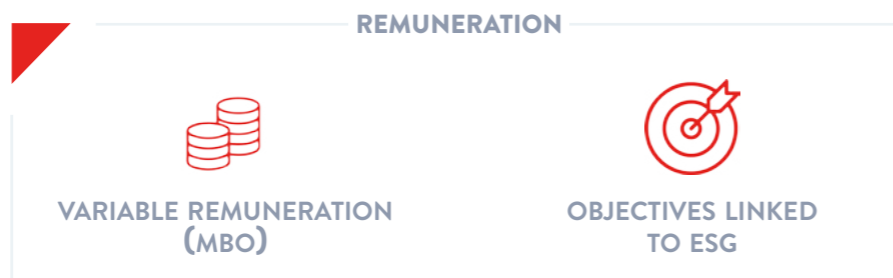 REMUNERATION
VARIABLE REMUNERATION
(MBO)
OBJECTIVES LINKED
TO ESG